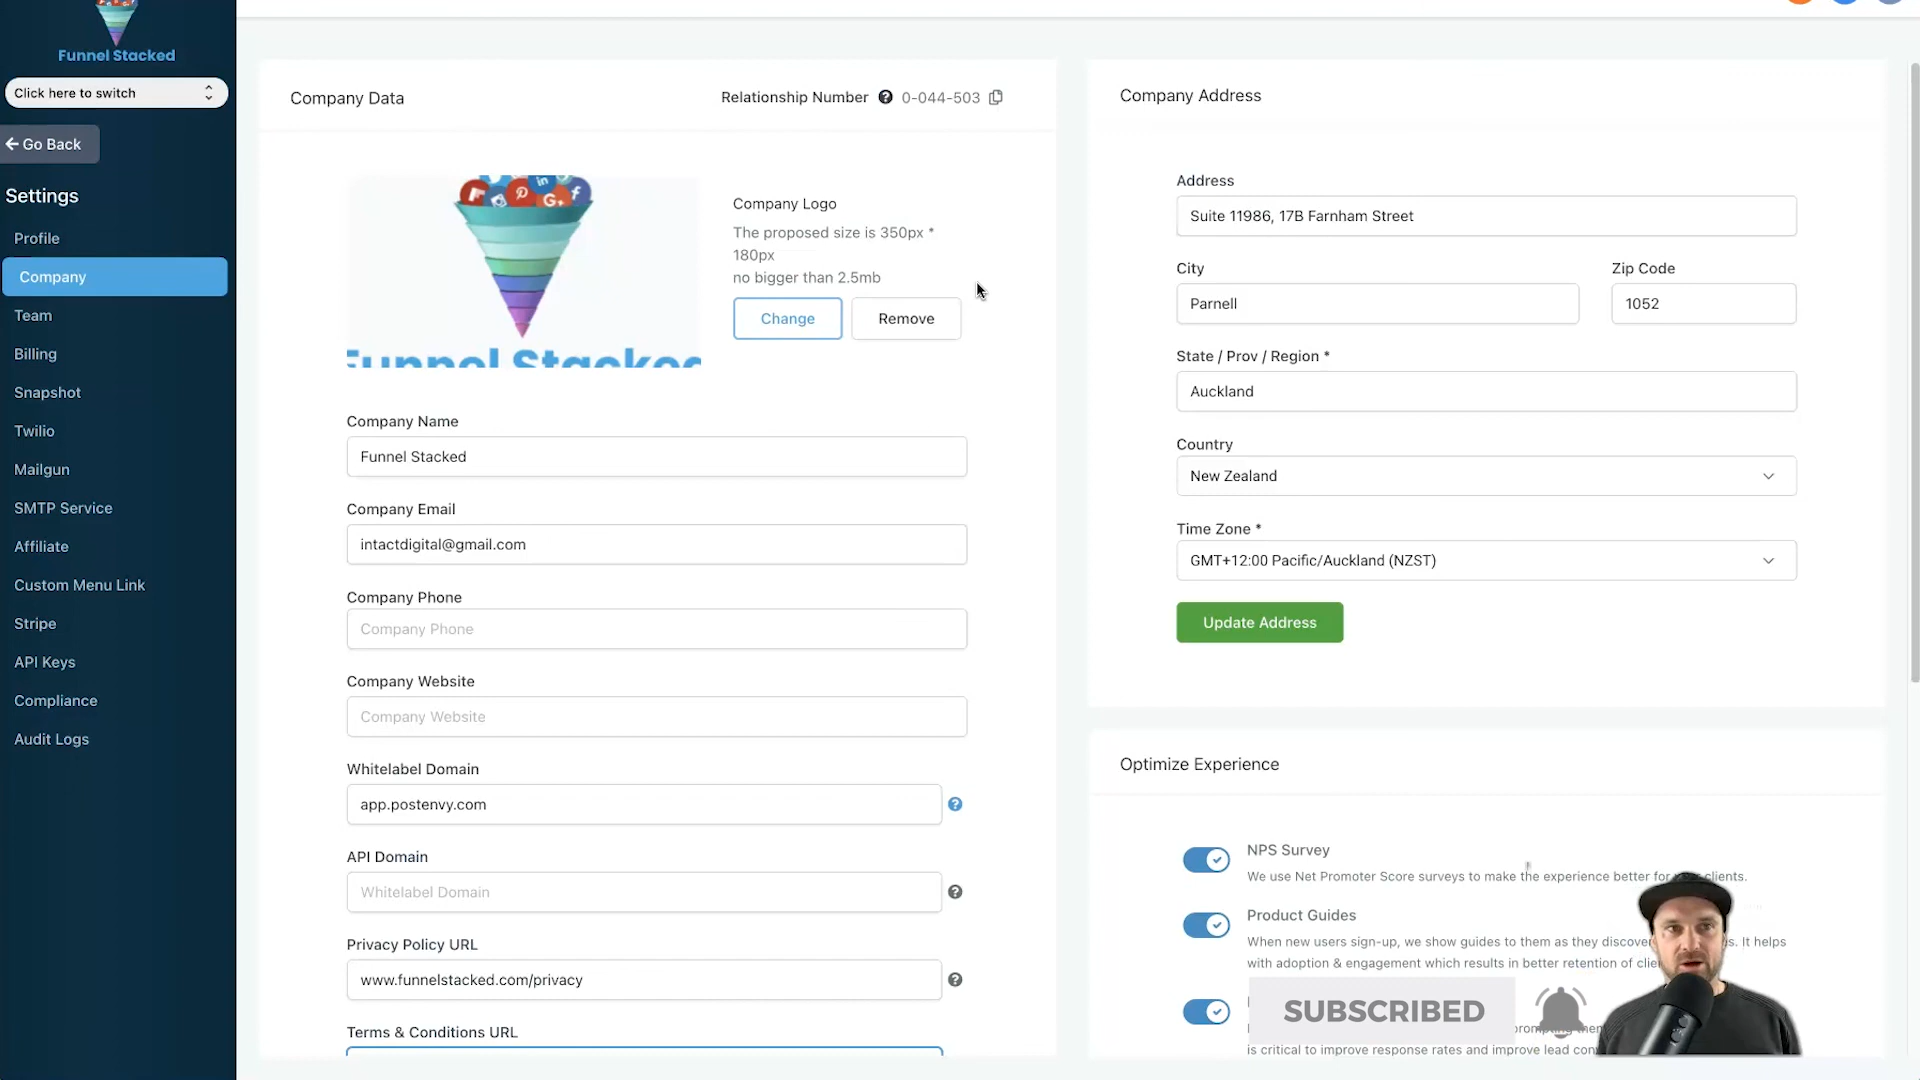 Funnel Stacked
Click here to switch
Go Back
Settings
Profile
Company
Team
Billing
Snapshot
Twilio
Mailgun
SMTP Service
Affiliate
Custom Menu Link
Stripe
API Keys
Compliance
Audit Logs
Company Data
Relationship Number ? 0-044-503
in
P
G+
f
Funnel Stacked
Company Logo
The proposed size is 350px *
180px
no bigger than 2.5mb
Change
Remove
Company Name
Funnel Stacked
Company Email
intactdigital@gmail.com
Company Phone
Company Phone
Company Website
Company Website
Whitelabel Domain
app.postenvy.com
?
API Domain
Whitelabel Domain
?
Privacy Policy URL
www.funnelstacked.com/privacy
?
Terms & Conditions URL
Company Address
Address
Suite 11986, 17B Farnham Street
City
Parnell
Zip Code
1052
State / Prov / Region *
Auckland
Country
New Zealand
Time Zone *
GMT+12:00 Pacific/Auckland (NZST)
Update Address
Optimize Experience
NPS Survey
We use Net Promoter Score surveys to make the experience better for clients.
Product Guides
When new users sign-up, we show guides to them as they discover It helps
with adoption & engagement which results in better retention of
SUBSCRIBED
is critical to improve response rates and improve lead